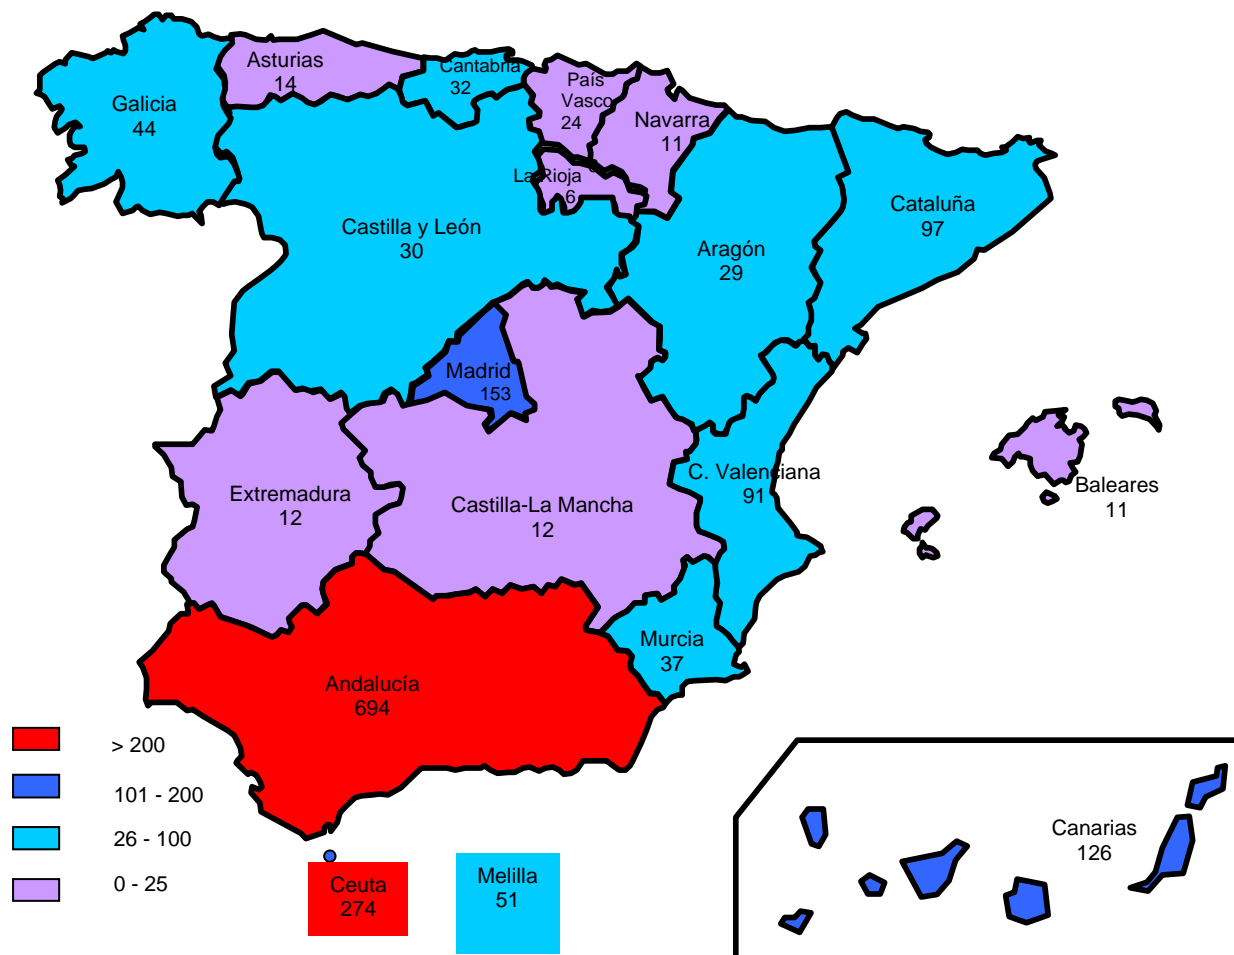 Asturias
14
Cantabria
32
País
Vasco
24
Navarra
11
Galicia
44
La Rioja
6
Castilla y León
30
Aragón
29
Cataluña
97
Madrid
153
C. Valenciana
91
Baleares
11
Extremadura
12
Castilla-La Mancha
12
Murcia
37
Andalucía
694
> 200
101 - 200
26 - 100
0 - 25
Ceuta
274
Melilla
51
Canarias
126